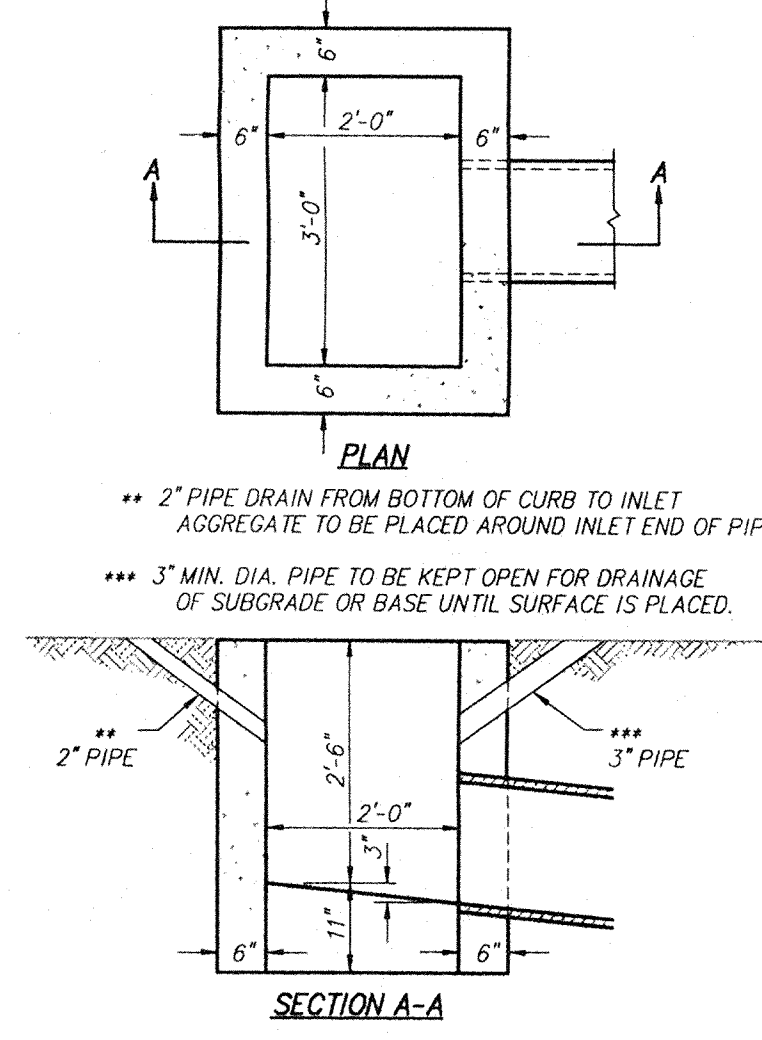 6"
6" 2'-0" 6"
A A
3'-0"
6"
PLAN
** 2" PIPE DRAIN FROM BOTTOM OF CURB TO INLET
AGGREGATE TO BE PLACED AROUND INLET END OF PIP
*** 3" MIN. DIA. PIPE TO BE KEPT OPEN FOR DRAINAGE
OF SUBGRADE OR BASE UNTIL SURFACE IS PLACED.
**
2" PIPE
***
3" PIPE
2'-6"
2'-0"
3"
11"
6" 6"
SECTION A-A